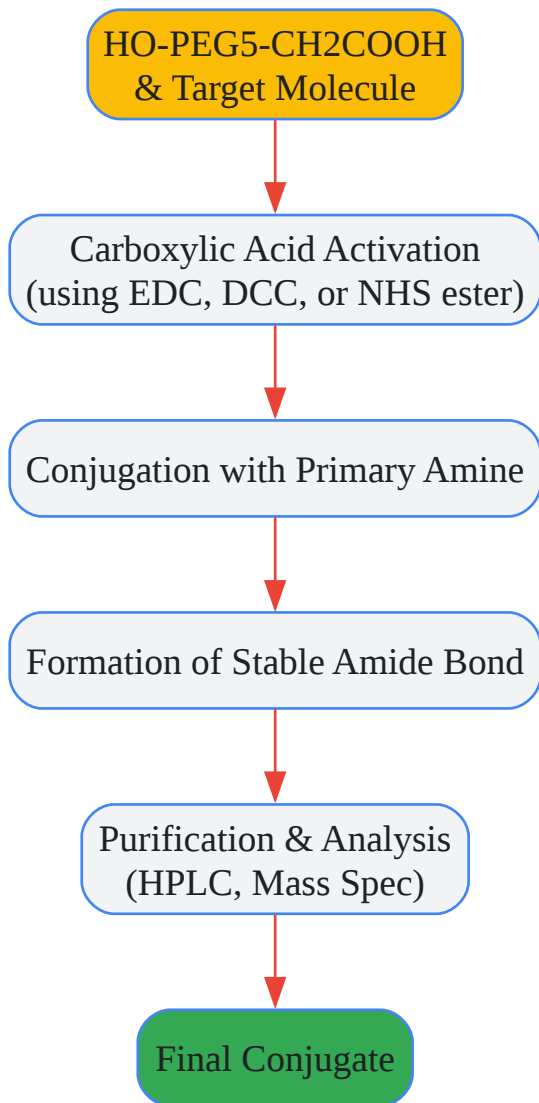 HO-PEG5-CH2COOH
& Target Molecule
Carboxylic Acid Activation
(using EDC, DCC, or NHS ester)
Conjugation with Primary Amine
Formation of Stable Amide Bond
Purification & Analysis
(HPLC, Mass Spec)
Final Conjugate